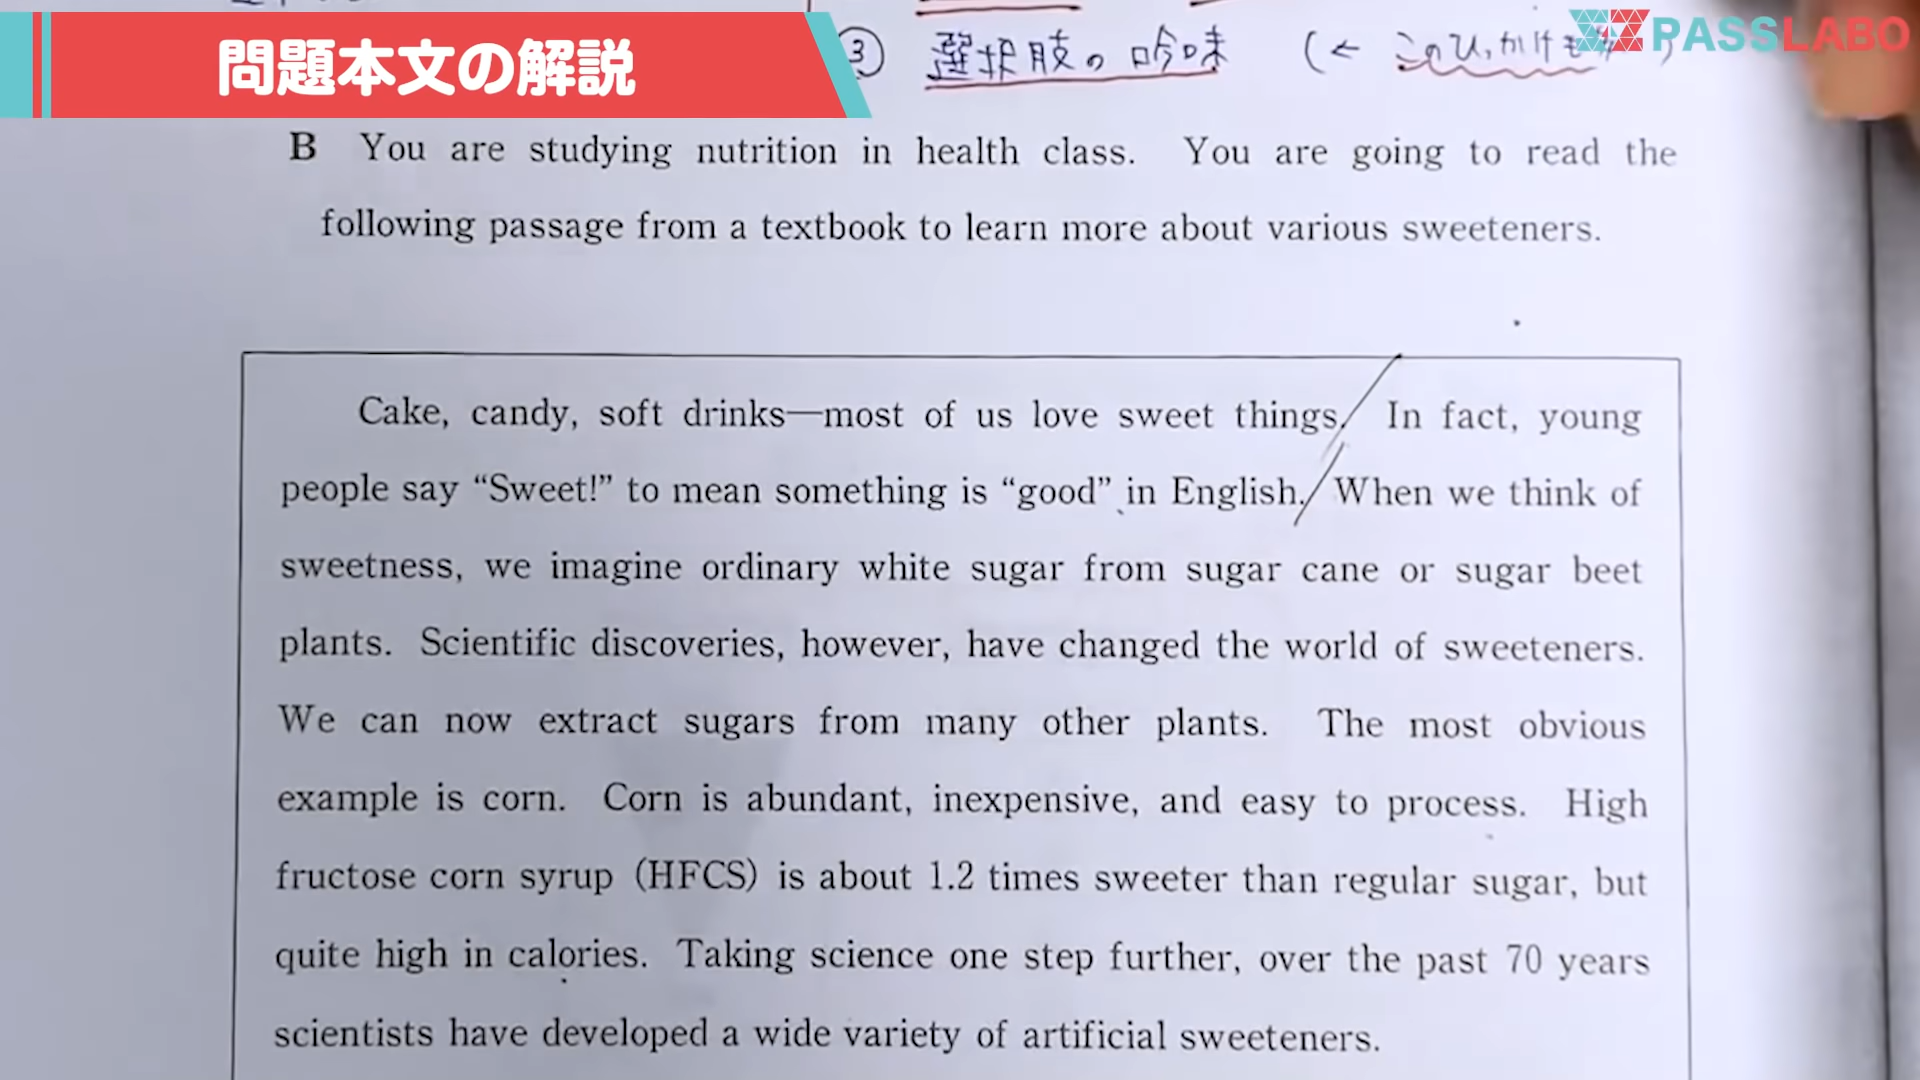 問題本文の解説
③ 選択肢の吟味 (← このひっかけも
PASSLABO
B You are studying nutrition in health class. You are going to read the
following passage from a textbook to learn more about various sweeteners.
Cake, candy, soft drinks—most of us love sweet things. In fact, young
people say “Sweet!” to mean something is “good” in English. When we think of
sweetness, we imagine ordinary white sugar from sugar cane or sugar beet
plants. Scientific discoveries, however, have changed the world of sweeteners.
We can now extract sugars from many other plants. The most obvious
example is corn. Corn is abundant, inexpensive, and easy to process. High
fructose corn syrup (HFCS) is about 1.2 times sweeter than regular sugar, but
quite high in calories. Taking science one step further, over the past 70 years
scientists have developed a wide variety of artificial sweeteners.